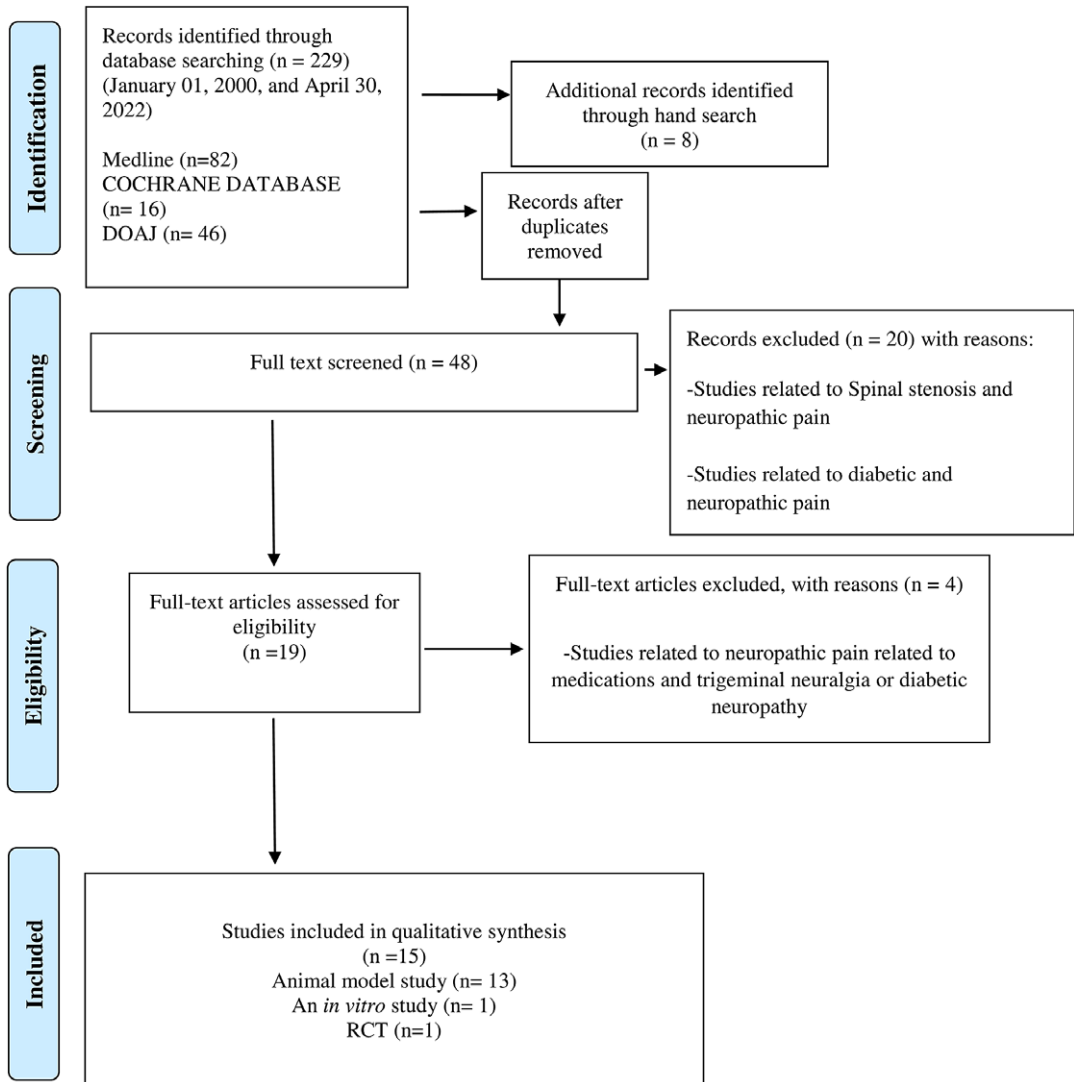 Identification
Records identified through
database searching (n = 229)
(January 01, 2000, and April 30,
2022)
Medline (n=82)
COCHRANE DATABASE
(n= 16)
DOAJ (n= 46)
Additional records identified
through hand search
(n = 8)
Records after
duplicates
removed
Screening
Full text screened (n = 48)
Records excluded (n = 20) with reasons:
-Studies related to Spinal stenosis and
neuropathic pain
-Studies related to diabetic and
neuropathic pain
Eligibility
Full-text articles assessed for
eligibility
(n =19)
Full-text articles excluded, with reasons (n = 4)
-Studies related to neuropathic pain related to
medications and trigeminal neuralgia or diabetic
neuropathy
Included
Studies included in qualitative synthesis
(n =15)
Animal model study (n= 13)
An in vitro study (n= 1)
RCT (n=1)